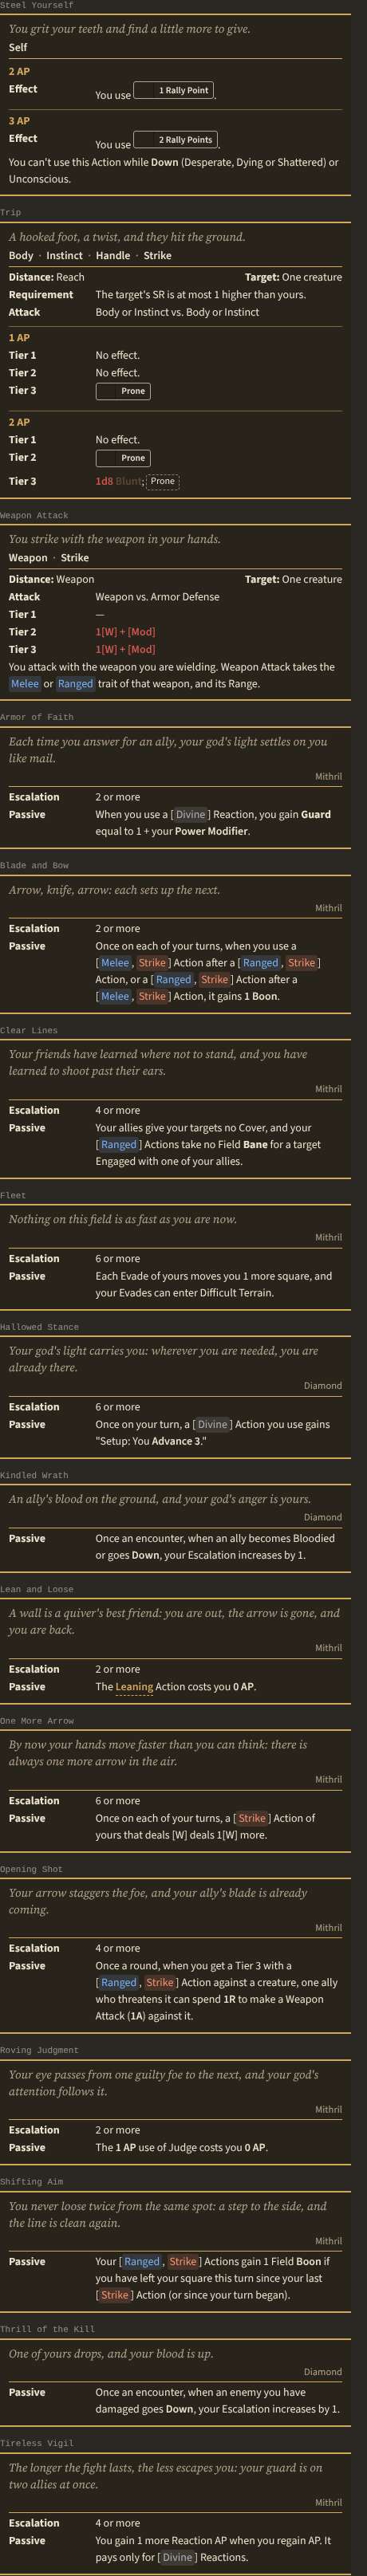 Steel Yourself
You grit your teeth and find a little more to give.
Self
2 AP
Effect You use 1 Rally Point.
3 AP
Effect You use 2 Rally Points.
You can't use this Action while Down (Desperate, Dying or Shattered) or
Unconscious.
Trip
A hooked foot, a twist, and they hit the ground.
Body · Instinct · Handle · Strike
Distance: Reach Target: One creature
Requirement The target's SR is at most 1 higher than yours.
Attack Body or Instinct vs. Body or Instinct
1 AP
Tier 1 No effect.
Tier 2 No effect.
Tier 3 Prone
2 AP
Tier 1 No effect.
Tier 2 Prone
Tier 3 1d8 Blunt; Prone
Weapon Attack
You strike with the weapon in your hands.
Weapon · Strike
Distance: Weapon Target: One creature
Attack Weapon vs. Armor Defense
Tier 1 —
Tier 2 1[W] + [Mod]
Tier 3 1[W] + [Mod]
You attack with the weapon you are wielding. Weapon Attack takes the
Melee or Ranged trait of that weapon, and its Range.
Armor of Faith
Each time you answer for an ally, your god's light settles on you
like mail.
Mithril
Escalation 2 or more
Passive When you use a [Divine] Reaction, you gain Guard
equal to 1 + your Power Modifier.
Blade and Bow
Arrow, knife, arrow: each sets up the next.
Mithril
Escalation 2 or more
Passive Once on each of your turns, when you use a
[Melee, Strike] Action after a [Ranged, Strike]
Action, or a [Ranged, Strike] Action after a
[Melee, Strike] Action, it gains 1 Boon.
Clear Lines
Your friends have learned where not to stand, and you have
learned to shoot past their ears.
Mithril
Escalation 4 or more
Passive Your allies give your targets no Cover, and your
[Ranged] Actions take no Field Bane for a target
Engaged with one of your allies.
Fleet
Nothing on this field is as fast as you are now.
Mithril
Escalation 6 or more
Passive Each Evade of yours moves you 1 more square, and
your Evades can enter Difficult Terrain.
Hallowed Stance
Your god's light carries you: wherever you are needed, you are
already there.
Diamond
Escalation 6 or more
Passive Once on your turn, a [Divine] Action you use gains
"Setup: You Advance 3."
Kindled Wrath
An ally's blood on the ground, and your god's anger is yours.
Diamond
Passive Once an encounter, when an ally becomes Bloodied
or goes Down, your Escalation increases by 1.
Lean and Loose
A wall is a quiver's best friend: you are out, the arrow is gone, and
you are back.
Mithril
Escalation 2 or more
Passive The Leaning Action costs you 0 AP.
One More Arrow
By now your hands move faster than you can think: there is
always one more arrow in the air.
Mithril
Escalation 6 or more
Passive Once on each of your turns, a [Strike] Action of
yours that deals [W] deals 1[W] more.
Opening Shot
Your arrow staggers the foe, and your ally's blade is already
coming.
Mithril
Escalation 4 or more
Passive Once a round, when you get a Tier 3 with a
[Ranged, Strike] Action against a creature, one ally
who threatens it can spend 1R to make a Weapon
Attack (1A) against it.
Roving Judgment
Your eye passes from one guilty foe to the next, and your god's
attention follows it.
Mithril
Escalation 2 or more
Passive The 1 AP use of Judge costs you 0 AP.
Shifting Aim
You never loose twice from the same spot: a step to the side, and
the line is clean again.
Mithril
Passive Your [Ranged, Strike] Actions gain 1 Field Boon if
you have left your square this turn since your last
[Strike] Action (or since your turn began).
Thrill of the Kill
One of yours drops, and your blood is up.
Diamond
Passive Once an encounter, when an enemy you have
damaged goes Down, your Escalation increases by 1.
Tireless Vigil
The longer the fight lasts, the less escapes you: your guard is on
two allies at once.
Mithril
Escalation 4 or more
Passive You gain 1 more Reaction AP when you regain AP. It
pays only for [Divine] Reactions.